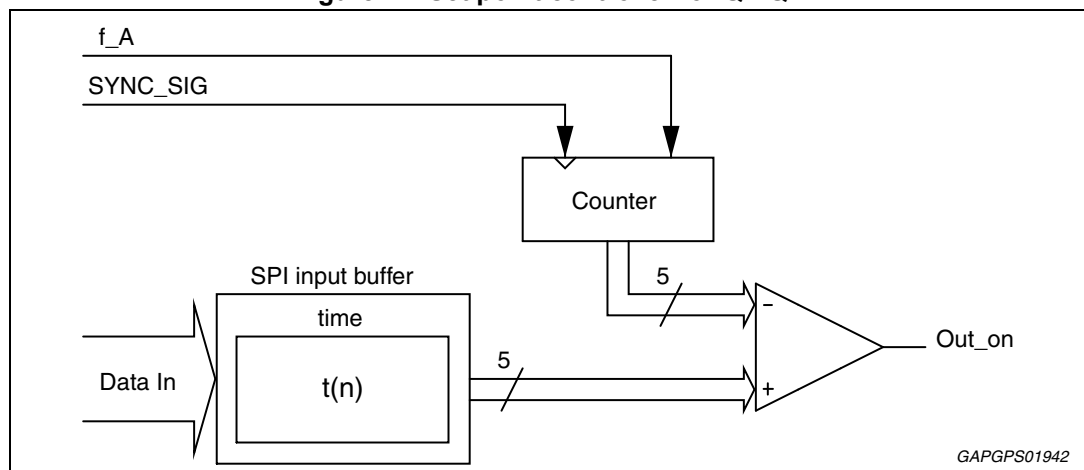 f_A
SYNC_SIG
Counter
5
SPI input buffer
time
−
Out_on
Data In
t(n)
5
+
GAPGPS01942